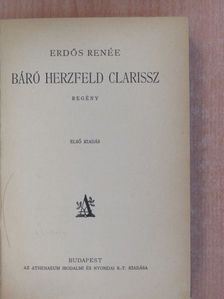 ERDŐS RENÉE
BÁRÓ HERZFELD CLARISSZ
REGÉNY
ELSŐ KIADÁS
A
BUDAPEST
AZ ATHENAEUM IRODALMI ÉS NYOMDAI R.-T. KIADÁSA